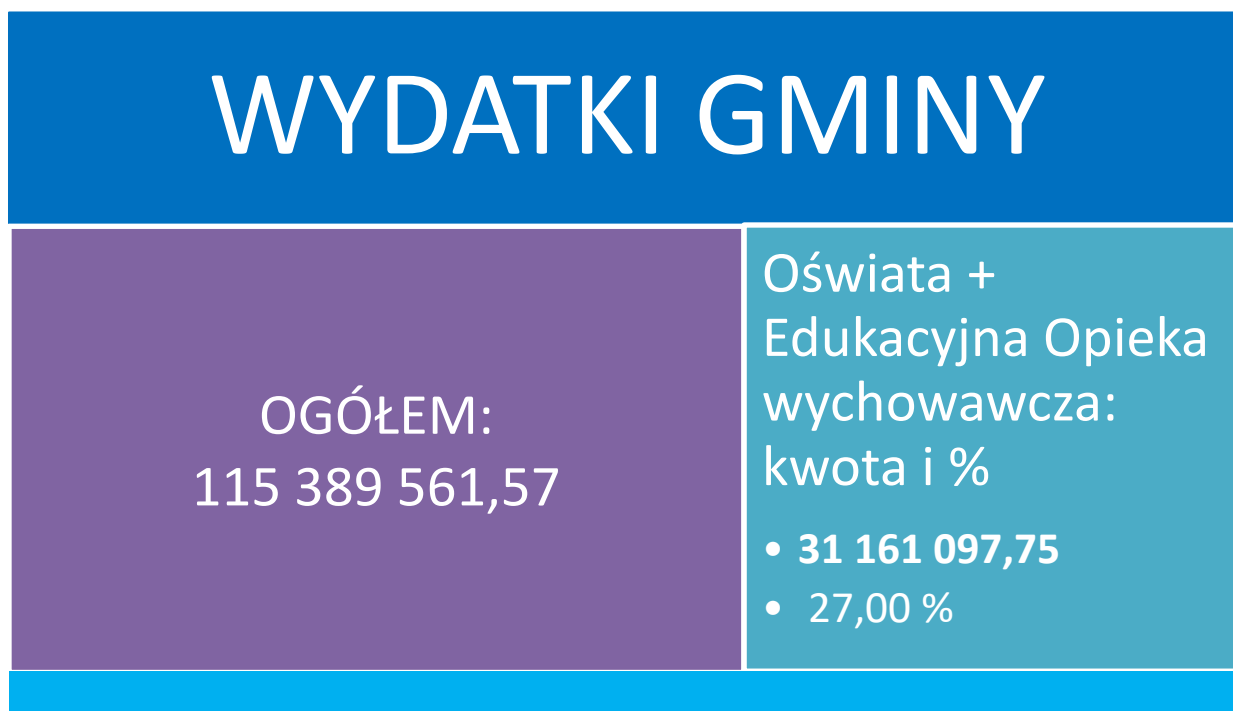 WYDATKI GMINY
OGÓŁEM:
115 389 561,57
Oświata +
Edukacyjna Opieka
wychowawcza:
kwota i %
• 31 161 097,75
• 27,00 %